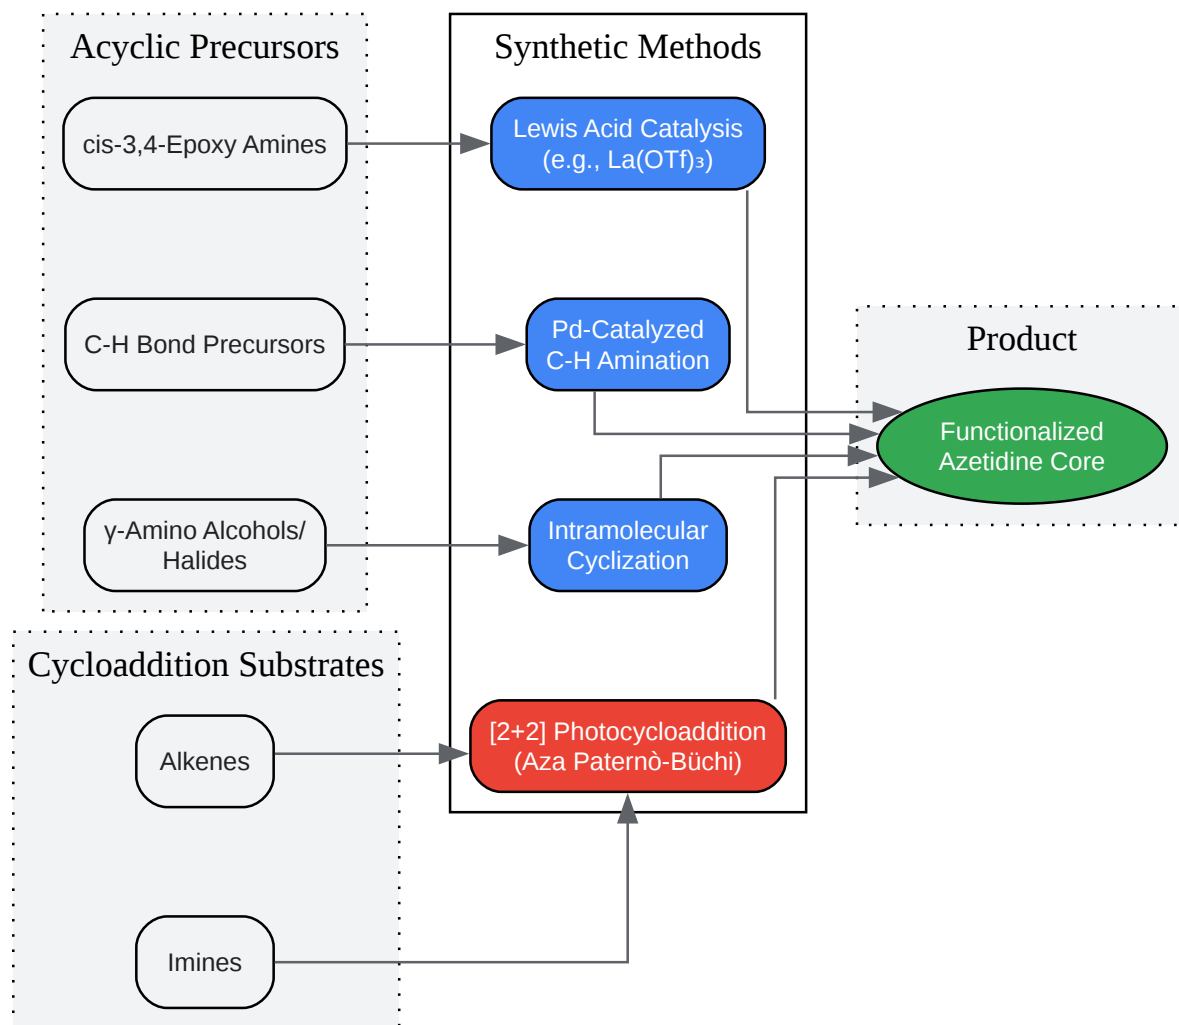 Acyclic Precursors
cis-3,4-Epoxy Amines
C-H Bond Precursors
γ-Amino Alcohols/
Halides
Cycloaddition Substrates
Alkenes
Imines
Synthetic Methods
Lewis Acid Catalysis
(e.g., La(OTf)₃)
Pd-Catalyzed
C-H Amination
Intramolecular
Cyclization
[2+2] Photocycloaddition
(Aza Paternò-Büchi)
Product
Functionalized
Azetidine Core